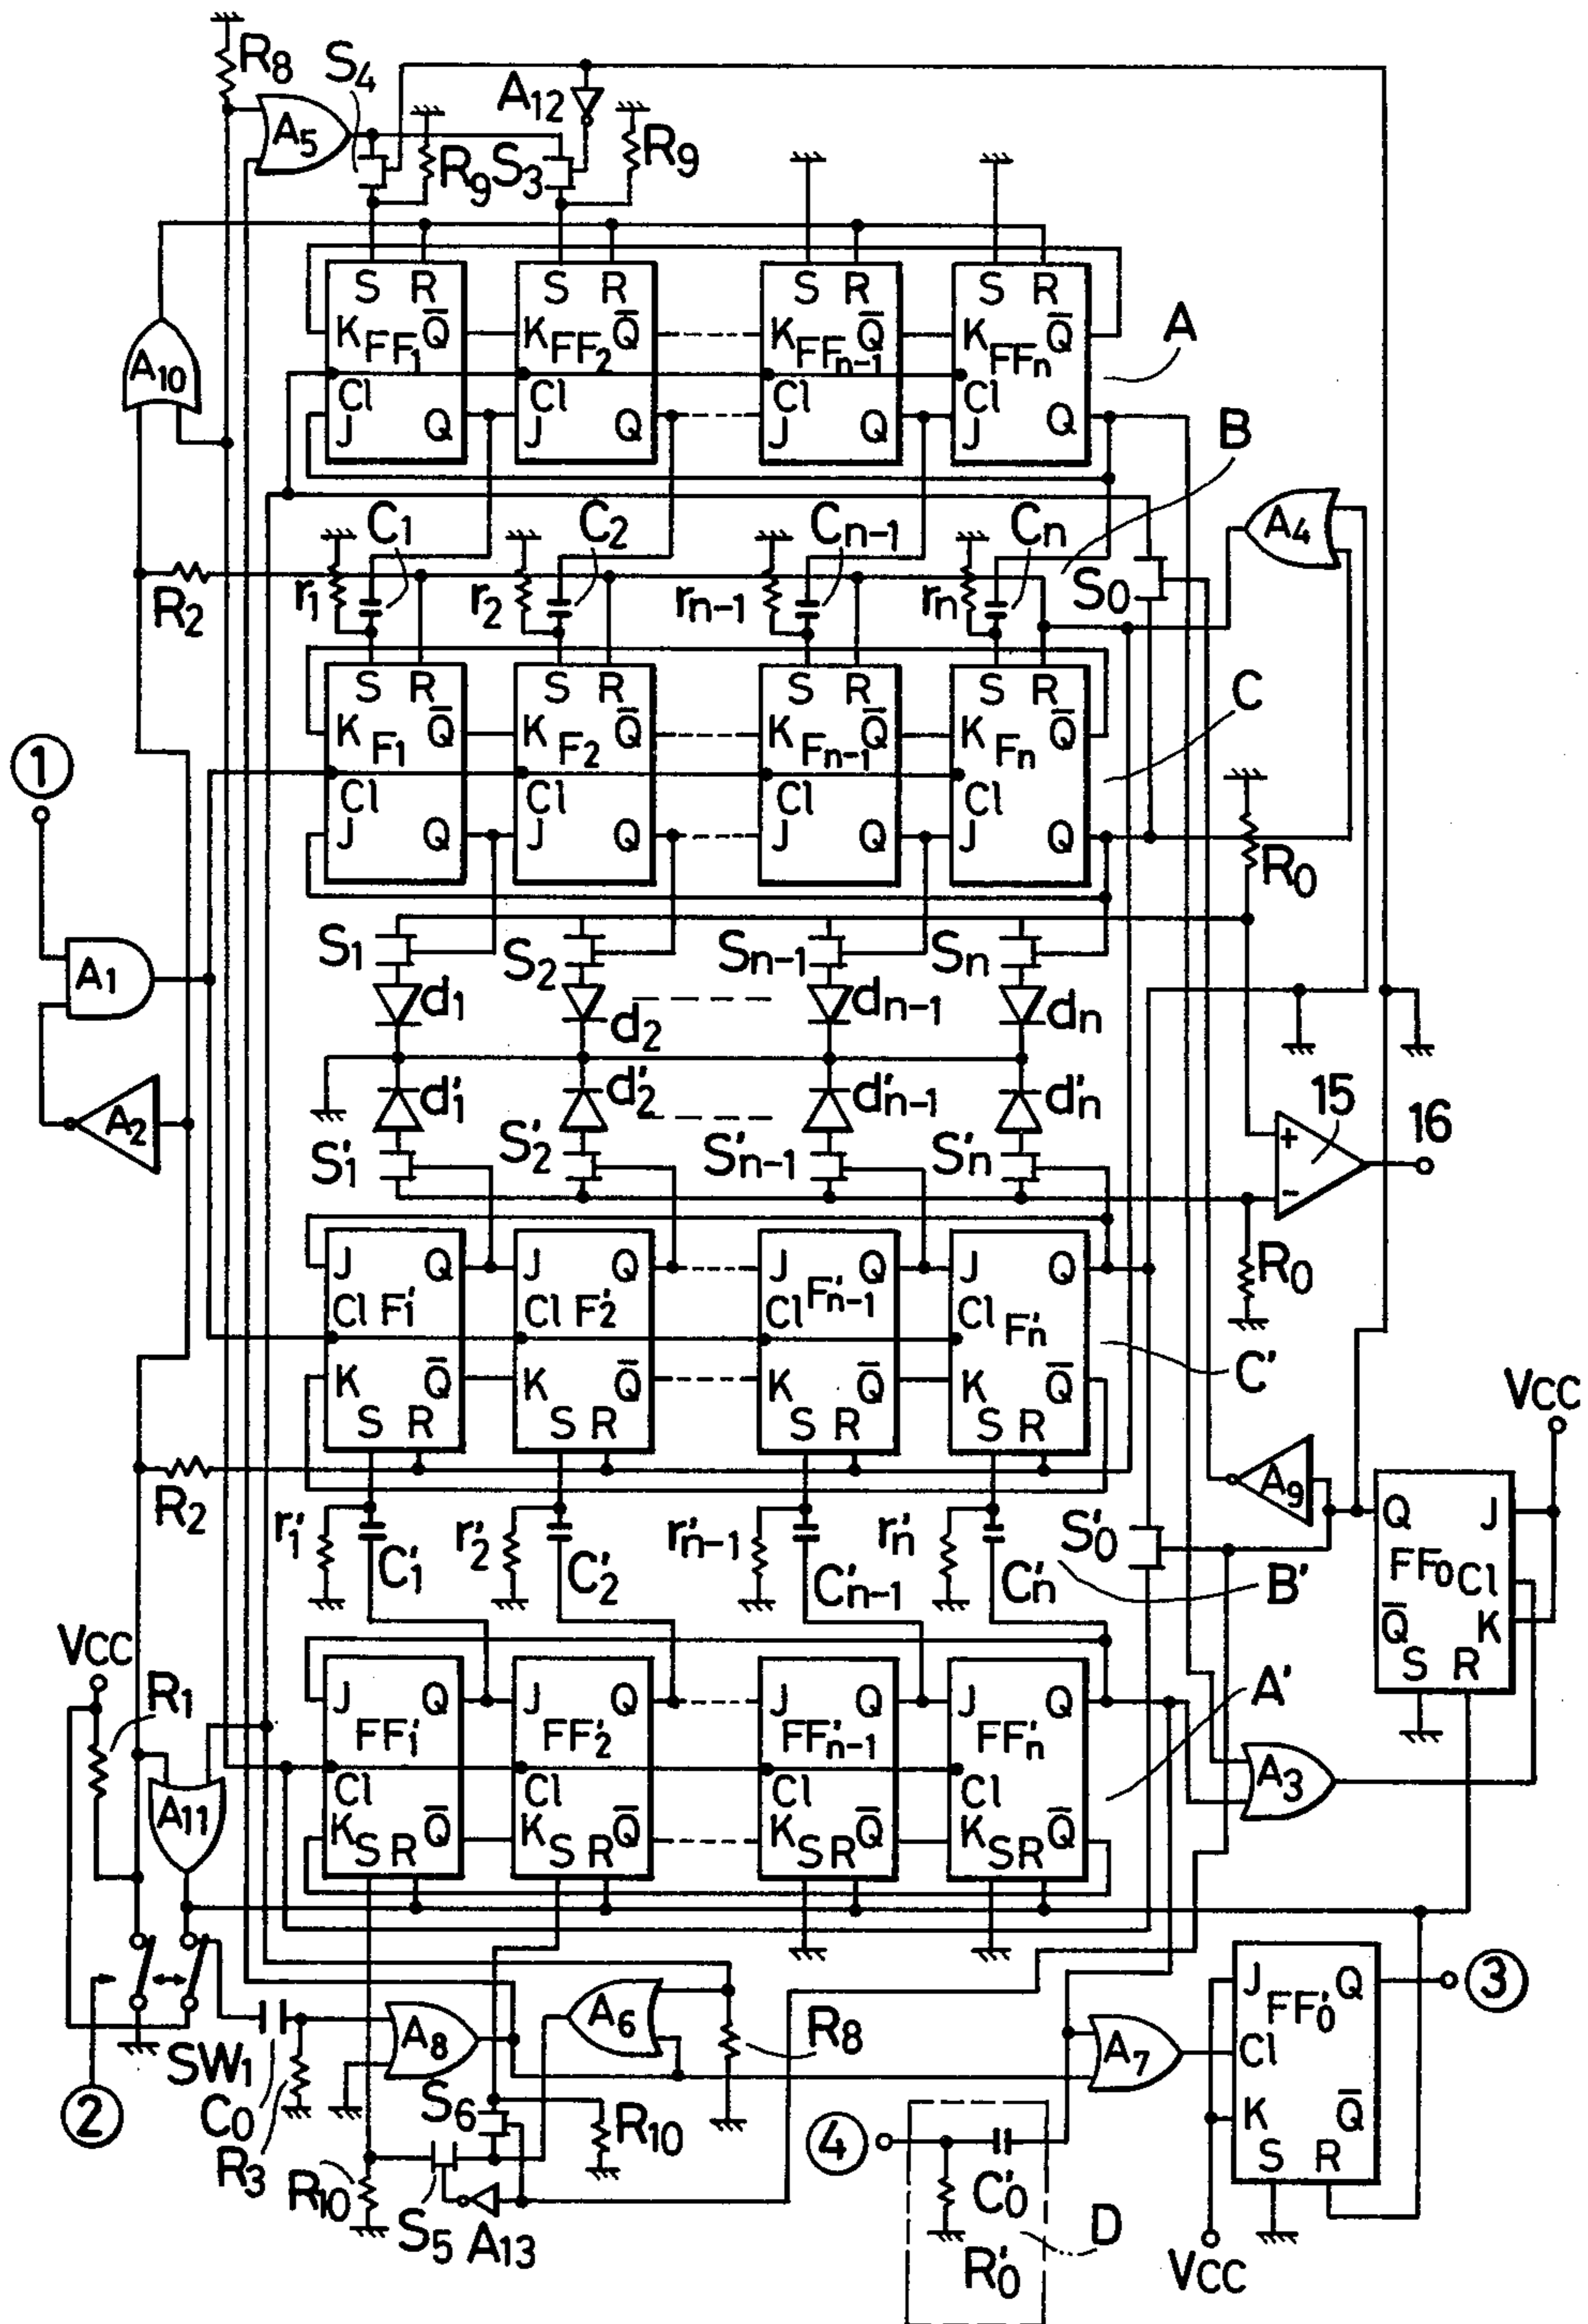 R8 S4 A12
A5 R9 S3 R9
S R S R S R S R
K FF1 Q̄ K FF2 Q̄ K FFn-1 Q̄ K FFn Q̄ A
A10
Cl Cl Cl Cl
J Q J Q J Q J Q B
C1 C2 Cn-1 Cn A4
R2 r1 r2 rn-1 rn S0
S R S R S R S R C
K F1 Q̄ K F2 Q̄ K Fn-1 Q̄ K Fn Q̄
①
Cl Cl Cl Cl
J Q J Q J Q J Q
R0
S1 S2 Sn-1 Sn
A1 d1 d2 dn-1 dn
A2 d'1 d'2 d'n-1 d'n 15 16
S'1 S'2 S'n-1 S'n + -
J Q J Q J Q J Q R0
Cl F'1 Cl F'2 Cl F'n-1 Cl F'n
K Q̄ K Q̄ K Q̄ K Q̄ C'
S R S R S R S R VCC
R2 A9 Q J
r'1 C'1 r'2 C'2 r'n-1 C'n-1 r'n C'n S'0 FF0 Cl
B' Q̄ K
VCC R1 S R
J Q J Q J Q J Q A'
FF'1 FF'2 FF'n-1 FF'n
A11 Cl Cl Cl Cl A3
K S R Q̄ K S R Q̄ K S R Q̄ K S R Q̄
A8 A6 R8 J FF'0 Q ③
SW1 A7 Cl
② C0 S6 R10 ④ K Q̄
R3 R10 C'0 S R
S5 A13 R'0 D VCC